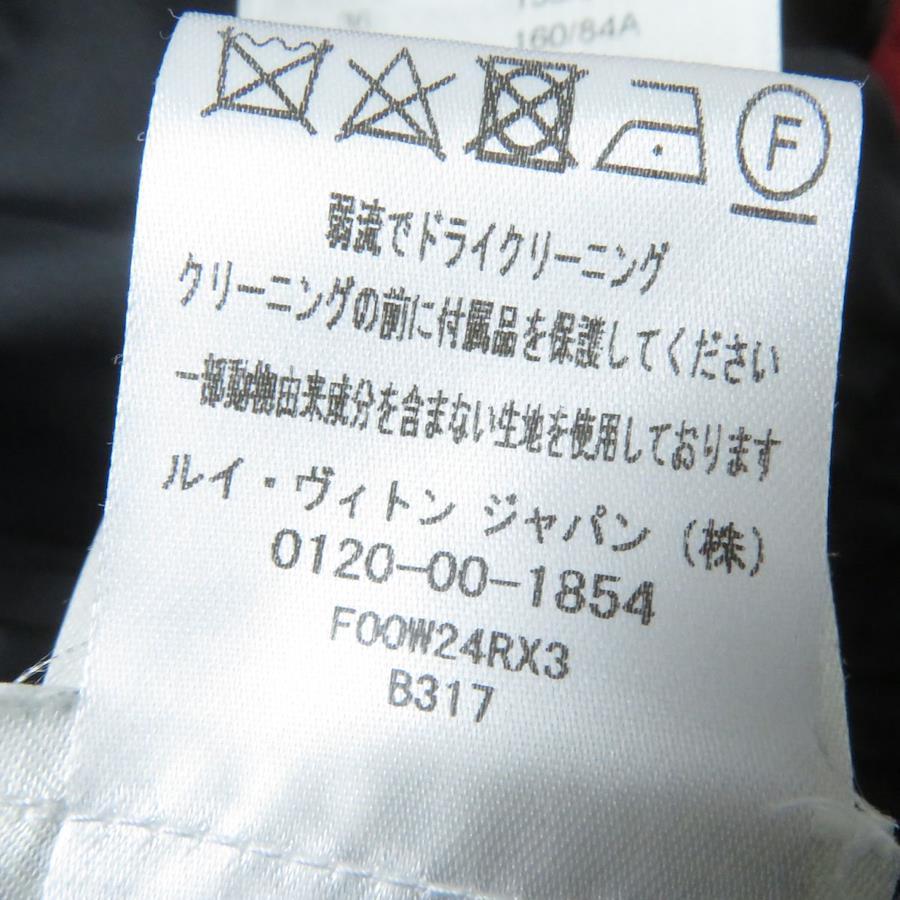 160/84A
F
弱流でドライクリーニング
クリーニングの前に付属品を保護してください
一部動物由来成分を含まない生地を使用しております
ルイ・ヴィトン ジャパン (株)
0120-00-1854
F00W24RX3
B317